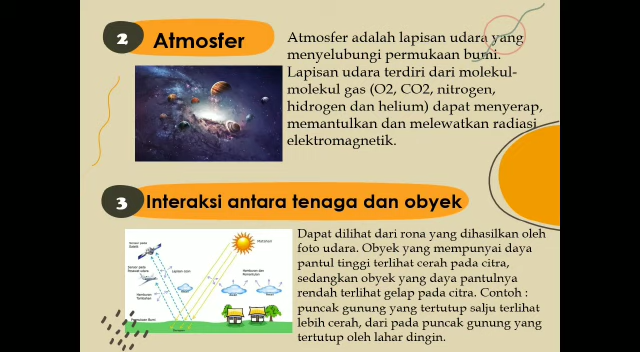 2
Atmosfer
Atmosfer adalah lapisan udara yang
menyelubungi permukaan bumi.
Lapisan udara terdiri dari molekul-
molekul gas (O2, CO2, nitrogen,
hidrogen dan helium) dapat menyerap,
memantulkan dan melewatkan radiasi
elektromagnetik.
3
Interaksi antara tenaga dan obyek
Dapat dilihat dari rona yang dihasilkan oleh
foto udara. Obyek yang mempunyai daya
pantul tinggi terlihat cerah pada citra,
sedangkan obyek yang daya pantulnya
rendah terlihat gelap pada citra. Contoh :
puncak gunung yang tertutup salju terlihat
lebih cerah, dari pada puncak gunung yang
tertutup oleh lahar dingin.